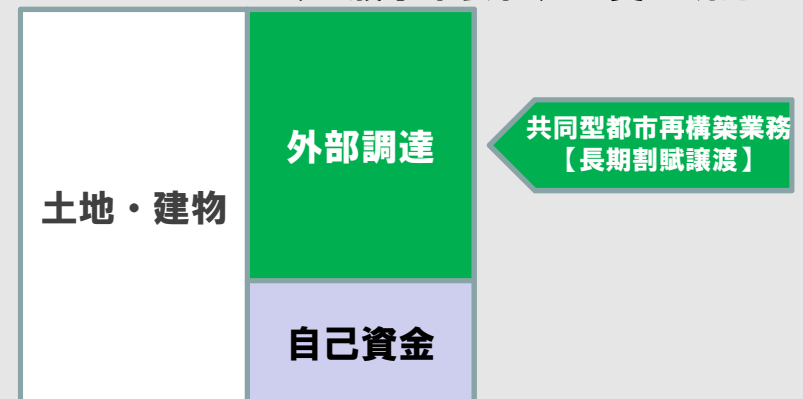 土地・建物
外部調達
自己資金
共同型都市再構築業務
【長期割賦譲渡】